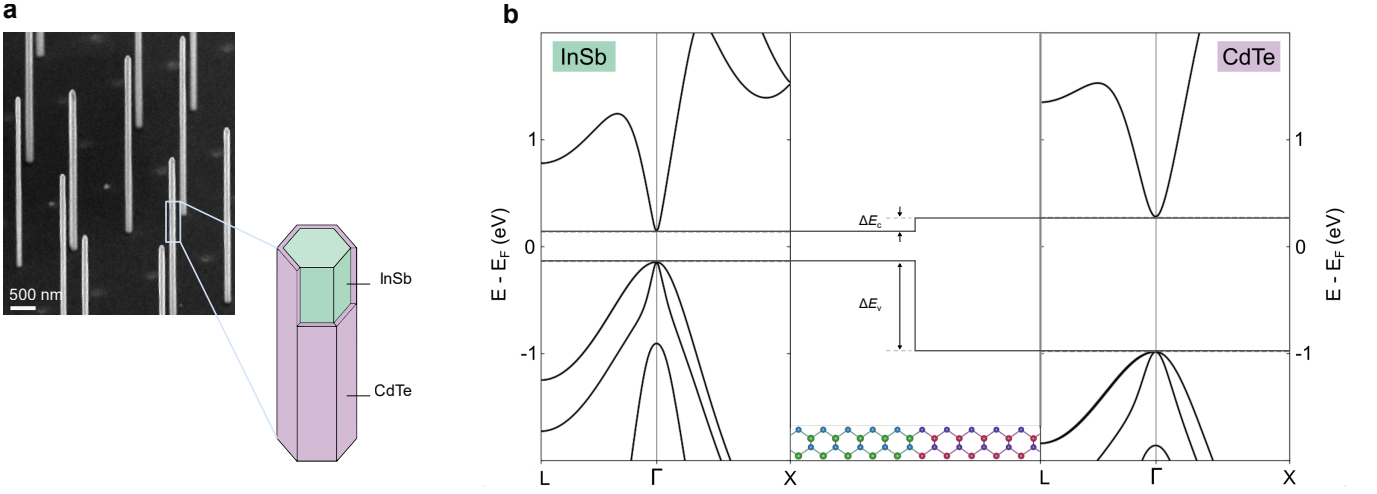 a
500 nm
InSb
CdTe
b
InSb
CdTe
E - E_F (eV)
1
0
-1
L
Γ
X
ΔE_c
ΔE_v
L
Γ
X
1
0
-1
E - E_F (eV)